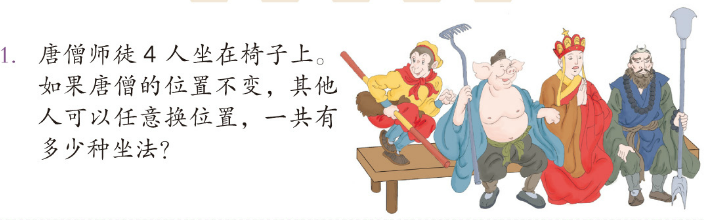 1. 唐僧师徒 4 人坐在椅子上。
如果唐僧的位置不变，其他
人可以任意换位置，一共有
多少种坐法？